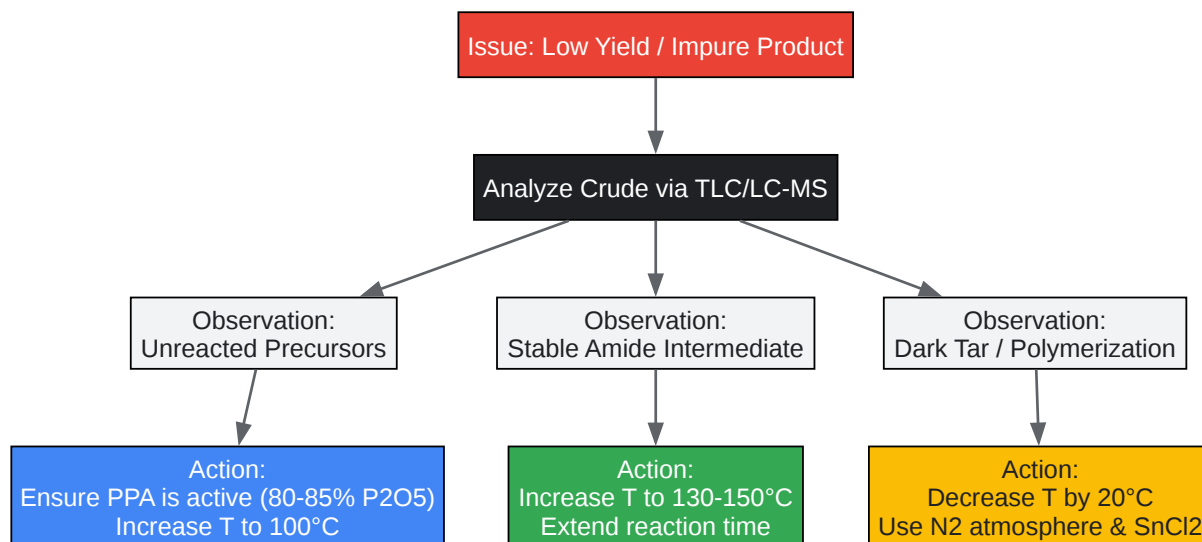 Issue: Low Yield / Impure Product
Analyze Crude via TLC/LC-MS
Observation:
Unreacted Precursors
Observation:
Stable Amide Intermediate
Observation:
Dark Tar / Polymerization
Action:
Ensure PPA is active (80-85% P2O5)
Increase T to 100°C
Action:
Increase T to 130-150°C
Extend reaction time
Action:
Decrease T by 20°C
Use N2 atmosphere & SnCl2